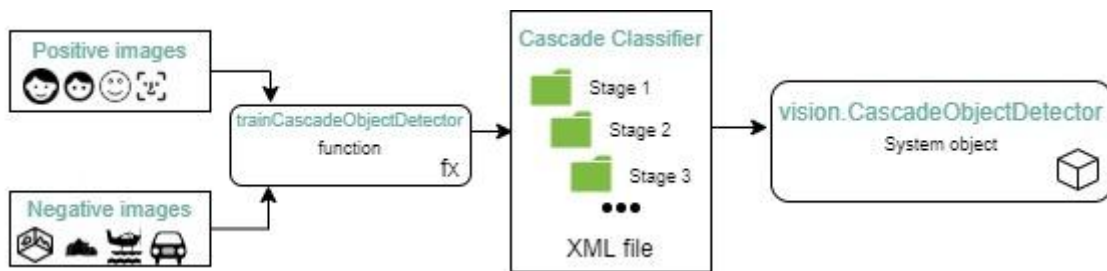 Positive images
Negative images
trainCascadeObjectDetector
function
fx
Cascade Classifier
Stage 1
Stage 2
Stage 3
XML file
vision.CascadeObjectDetector
System object